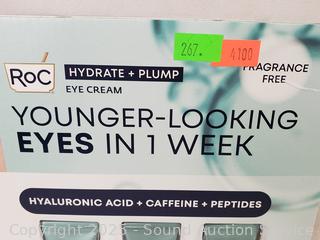 267.
4100
RoC
HYDRATE + PLUMP
EYE CREAM
FRAGRANCE
FREE
YOUNGER-LOOKING
EYES IN 1 WEEK
HYALURONIC ACID + CAFFEINE + PEPTIDES
Copyright 2023 - Sound Auction Service